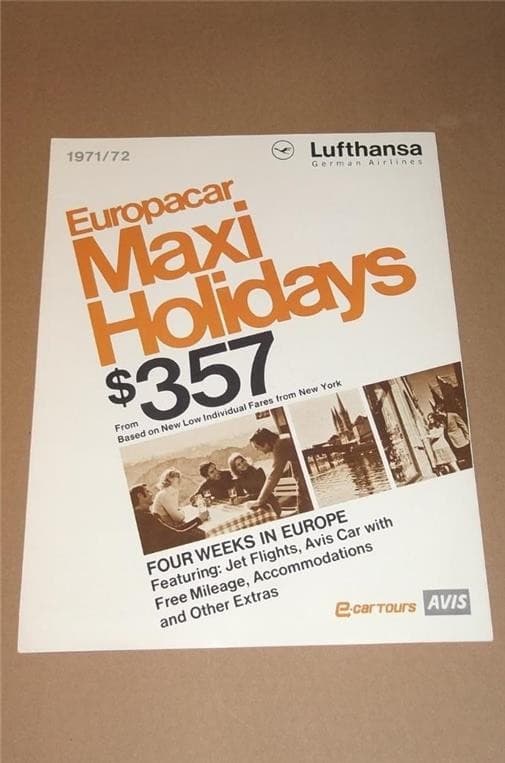 1971/72
Lufthansa
German Airlines
Europacar
Maxi
Holidays
From $357
Based on New Low Individual Fares from New York
FOUR WEEKS IN EUROPE
Featuring: Jet Flights, Avis Car with
Free Mileage, Accommodations
and Other Extras
e-car Tours AVIS